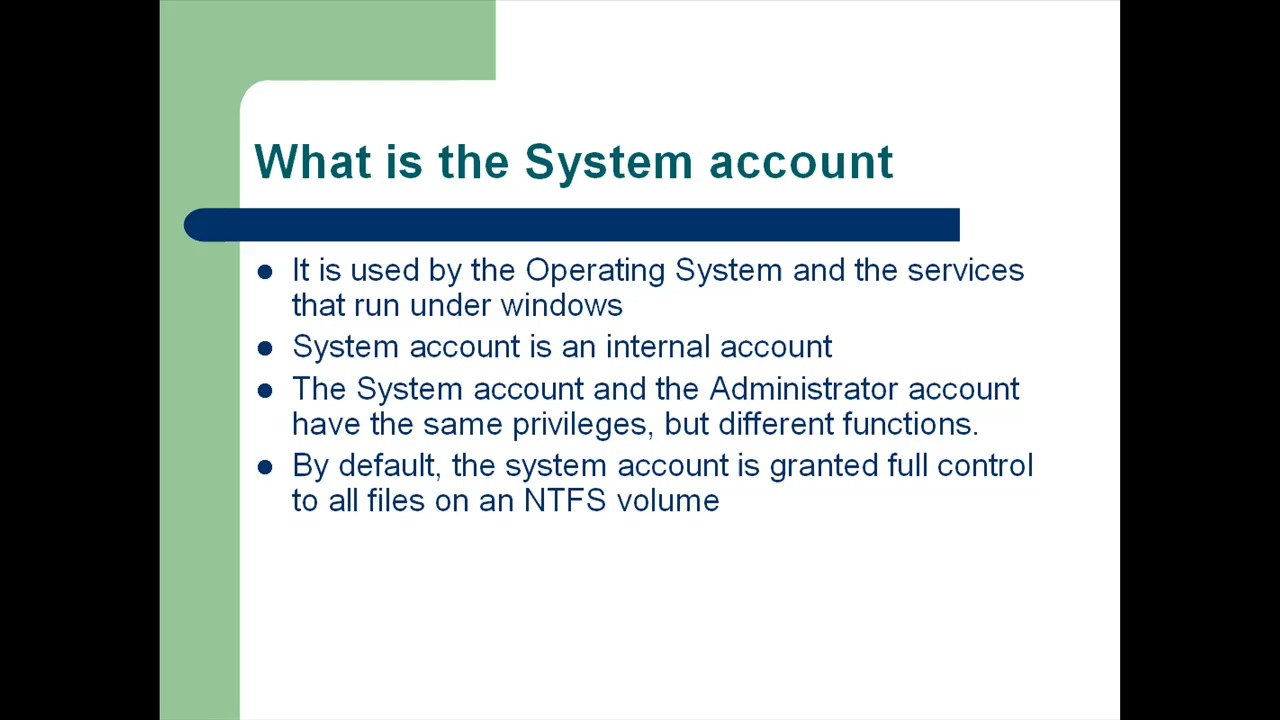 What is the System account
It is used by the Operating System and the services
that run under windows
System account is an internal account
The System account and the Administrator account
have the same privileges, but different functions.
By default, the system account is granted full control
to all files on an NTFS volume